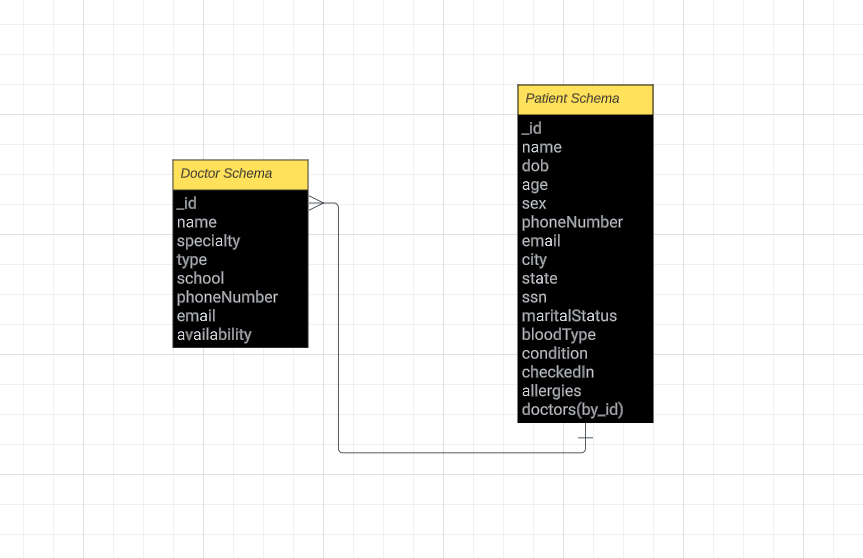 Doctor Schema
_id
name
specialty
type
school
phoneNumber
email
availability
Patient Schema
_id
name
dob
age
sex
phoneNumber
email
city
state
ssn
maritalStatus
bloodType
condition
checkedIn
allergies
doctors(by_id)